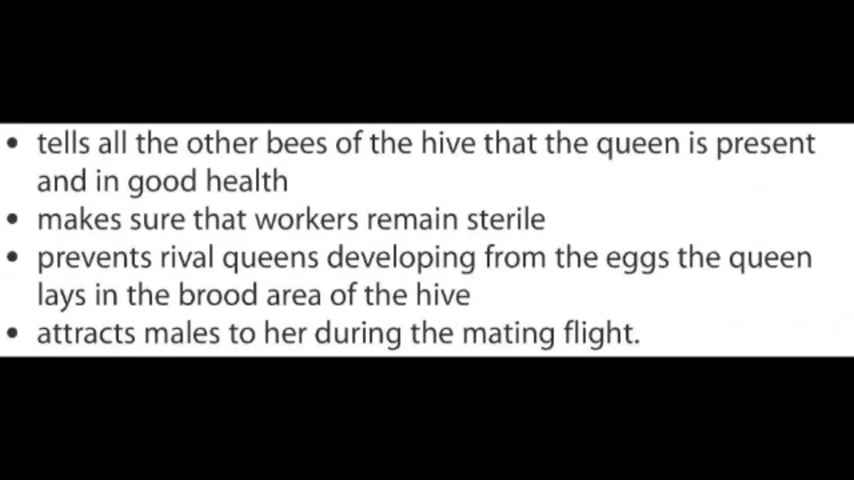 • tells all the other bees of the hive that the queen is present
and in good health
• makes sure that workers remain sterile
• prevents rival queens developing from the eggs the queen
lays in the brood area of the hive
• attracts males to her during the mating flight.